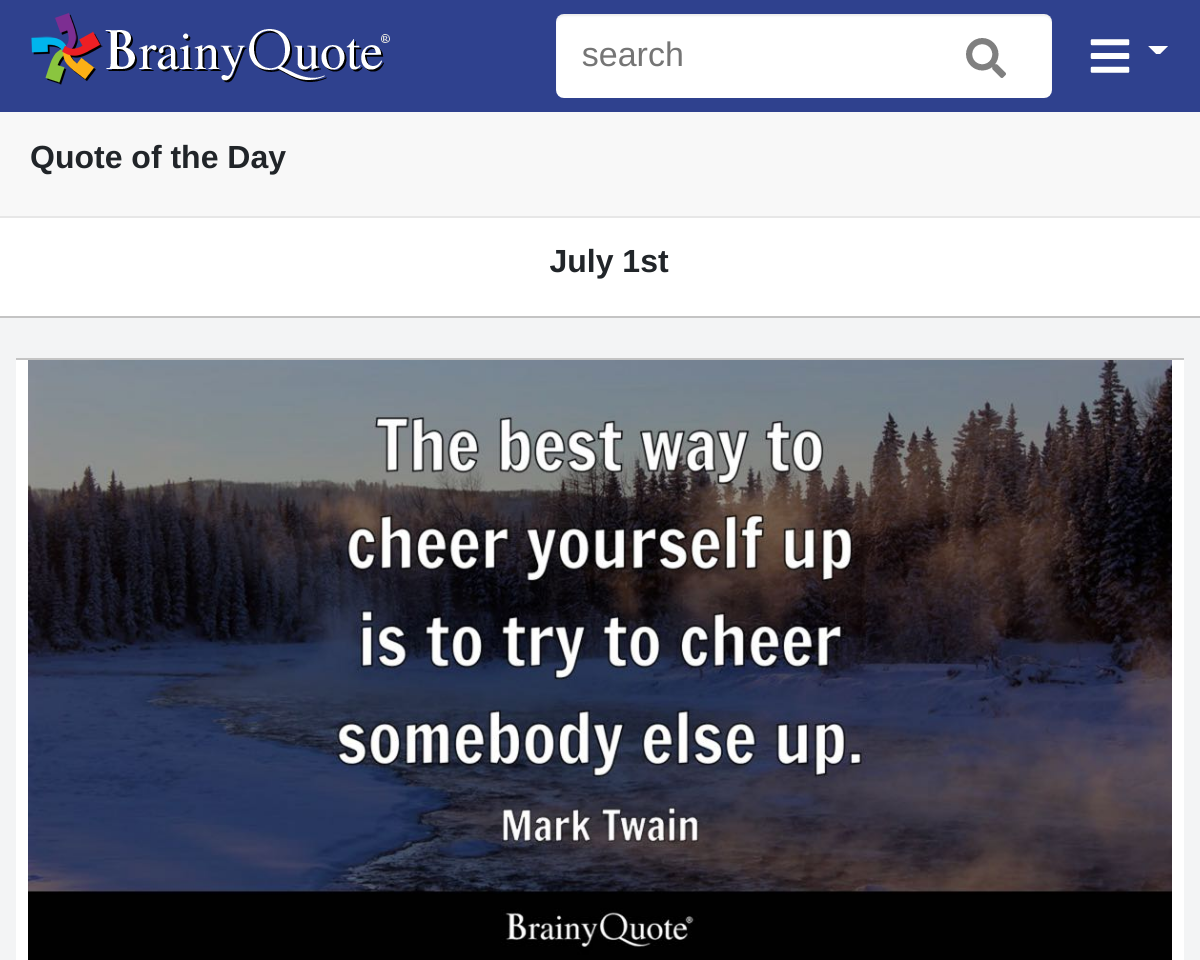 BrainyQuote®
search
Quote of the Day
July 1st
The best way to
cheer yourself up
is to try to cheer
somebody else up.
Mark Twain
BrainyQuote®